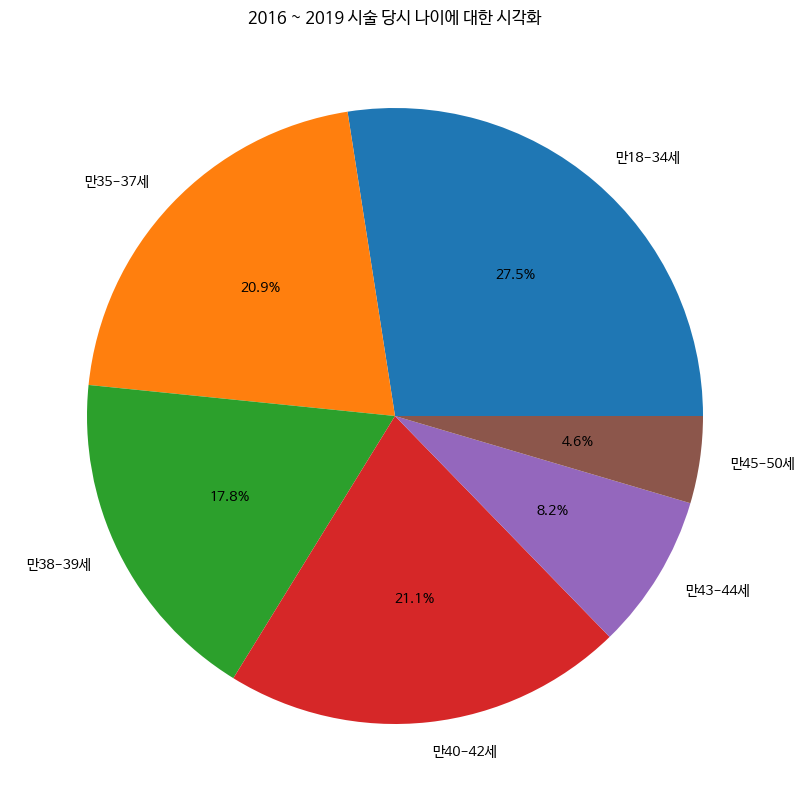 2016 ~ 2019 시술 당시 나이에 대한 시각화
만18-34세
27.5%
만35-37세
20.9%
만38-39세
17.8%
만40-42세
21.1%
만43-44세
8.2%
만45-50세
4.6%